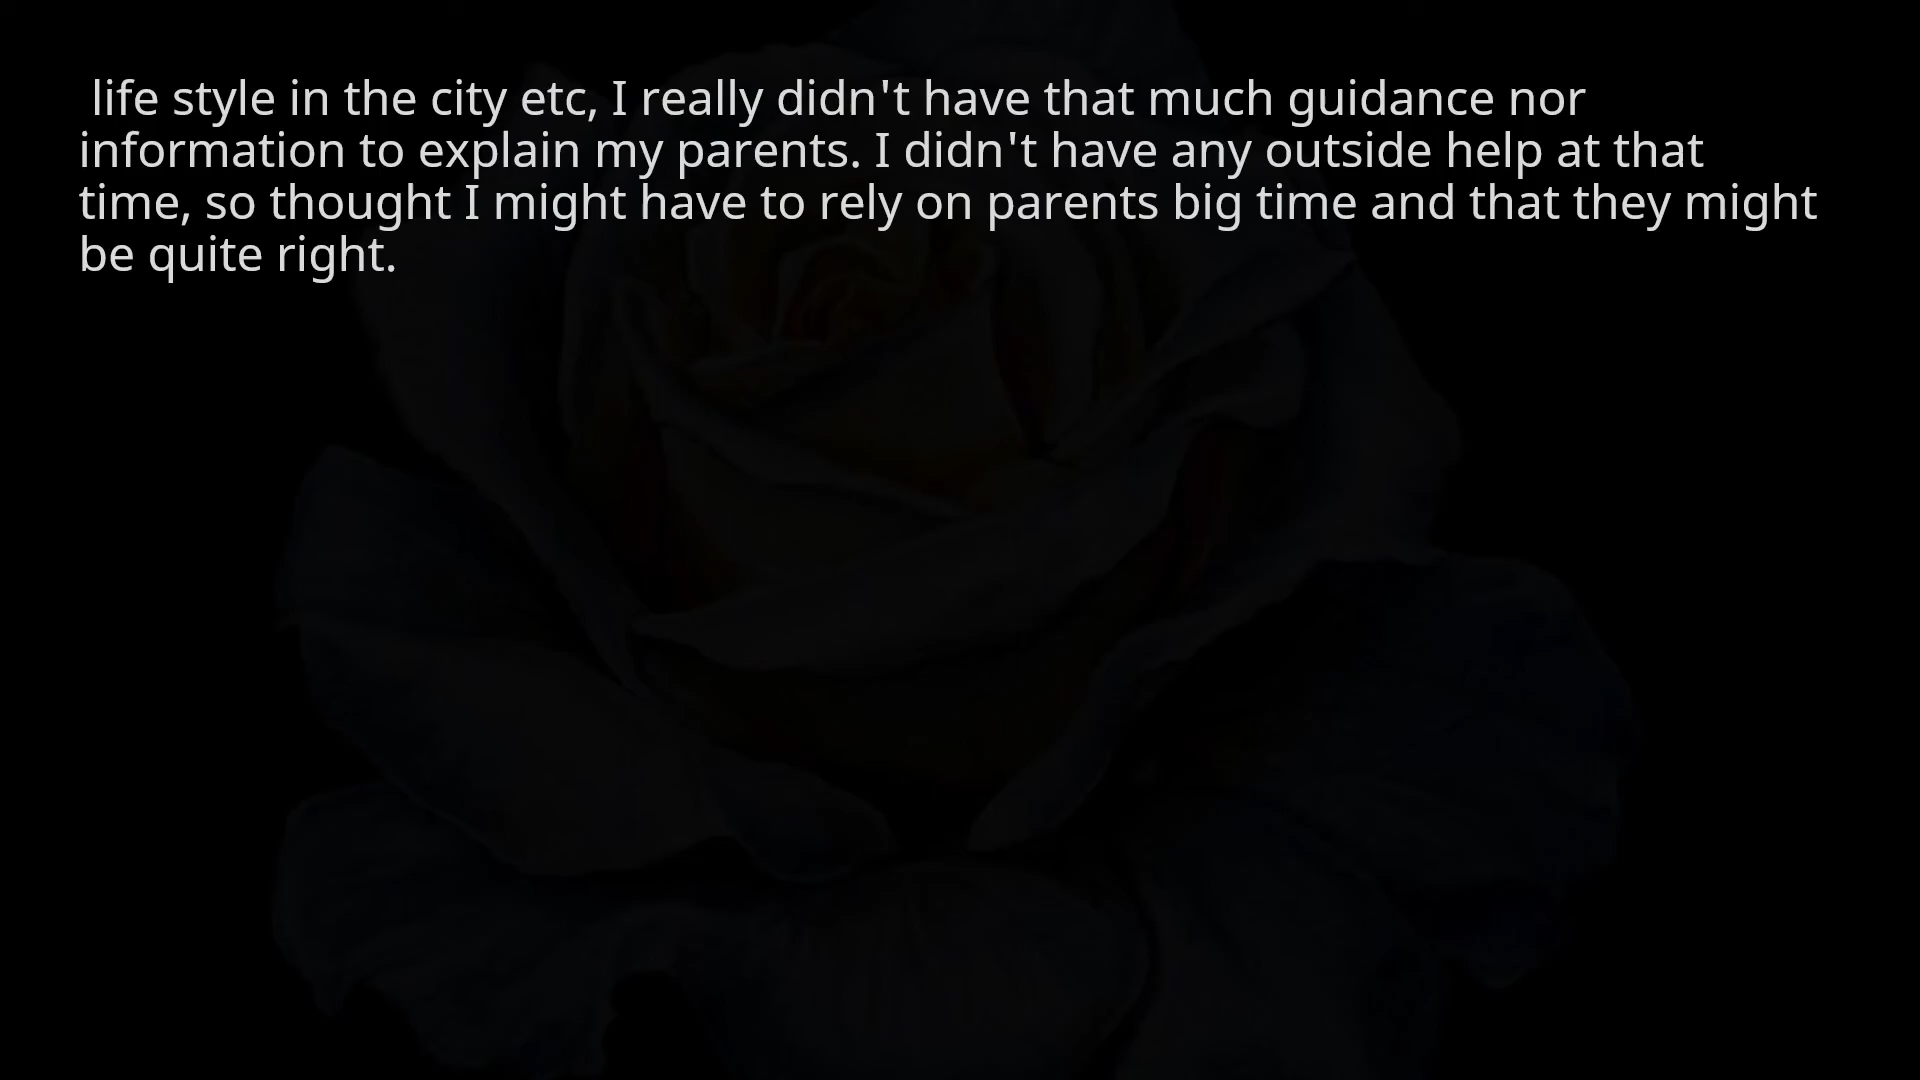 life style in the city etc, I really didn't have that much guidance nor
information to explain my parents. I didn't have any outside help at that
time, so thought I might have to rely on parents big time and that they might
be quite right.